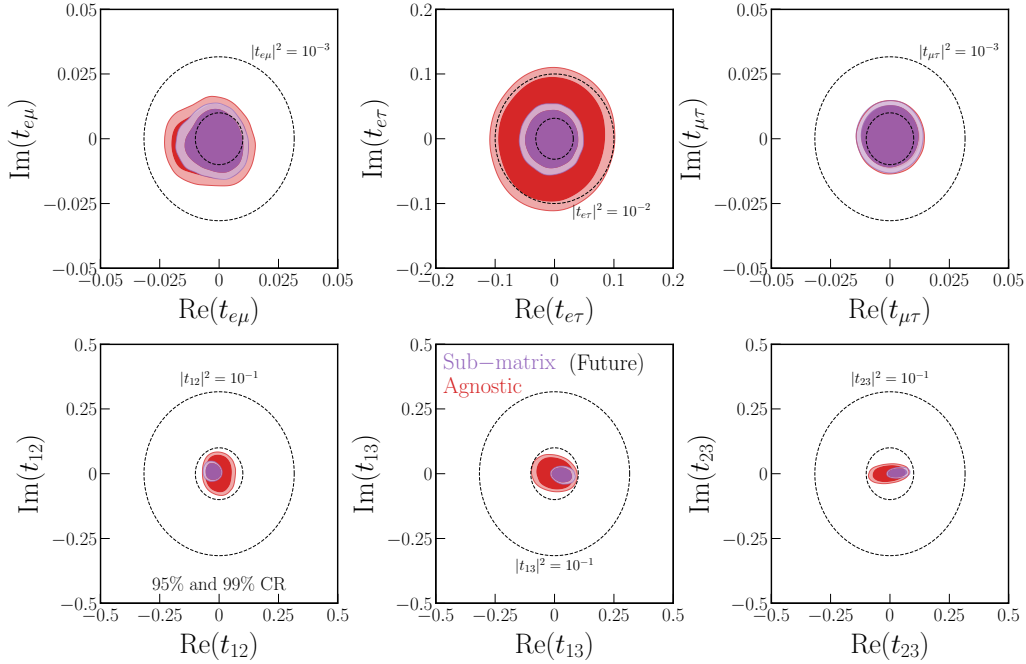 0.05
0.025
0
−0.025
−0.05
Im(t_{eμ})
|t_{eμ}|² = 10⁻³
−0.05 −0.025 0 0.025 0.05
Re(t_{eμ})
0.2
0.1
0
−0.1
−0.2
Im(t_{eτ})
|t_{eτ}|² = 10⁻²
−0.2 −0.1 0 0.1 0.2
Re(t_{eτ})
0.05
0.025
0
−0.025
−0.05
Im(t_{μτ})
|t_{μτ}|² = 10⁻³
−0.05 −0.025 0 0.025 0.05
Re(t_{μτ})
0.5
0.25
0
−0.25
−0.5
Im(t_{12})
|t_{12}|² = 10⁻¹
95% and 99% CR
−0.5 −0.25 0 0.25 0.5
Re(t_{12})
0.5
0.25
0
−0.25
−0.5
Im(t_{13})
Sub−matrix (Future)
Agnostic
|t_{13}|² = 10⁻¹
−0.5 −0.25 0 0.25 0.5
Re(t_{13})
0.5
0.25
0
−0.25
−0.5
Im(t_{23})
|t_{23}|² = 10⁻¹
−0.5 −0.25 0 0.25 0.5
Re(t_{23})